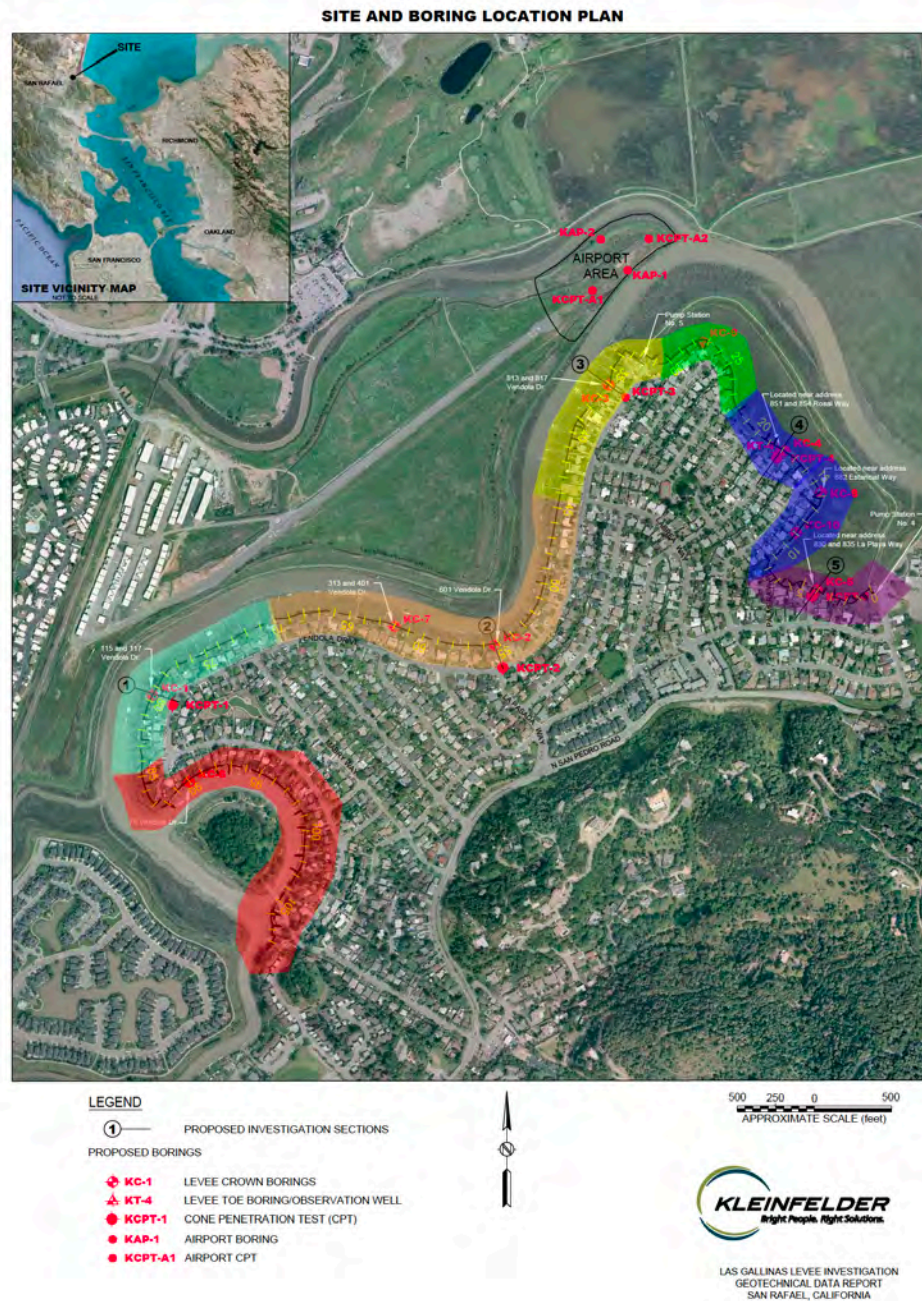 SITE AND BORING LOCATION PLAN
SITE
SAN RAFAEL
RICHMOND
SAN FRANCISCO BAY
OAKLAND
PACIFIC OCEAN
SAN FRANCISCO
SITE VICINITY MAP
NOT TO SCALE
KAP-2
KCPT-A2
AIRPORT
AREA
KAP-1
KCPT-A1
Pump Station
No. 5
3
813 and 817
Vendola Dr.
KCPT-3
Located near address
851 and 854 Rosal Way
4
Located near address
Pump Station
No. 4
Located near address
830 and 835 La Playa Way
5
313 and 401
Vendola Dr.
KC-7
601 Vendola Dr.
2
KC-2
KCPT-2
VENDOLA DRIVE
115 and 117
Vendola Dr.
1
KC-1
KCPT-1
N SAN PEDRO ROAD
LEGEND
1 PROPOSED INVESTIGATION SECTIONS
PROPOSED BORINGS
KC-1 LEVEE CROWN BORINGS
KT-4 LEVEE TOE BORING/OBSERVATION WELL
KCPT-1 CONE PENETRATION TEST (CPT)
KAP-1 AIRPORT BORING
KCPT-A1 AIRPORT CPT
N
500 250 0 500
APPROXIMATE SCALE (feet)
KLEINFELDER
Bright People. Right Solutions.
LAS GALLINAS LEVEE INVESTIGATION
GEOTECHNICAL DATA REPORT
SAN RAFAEL, CALIFORNIA